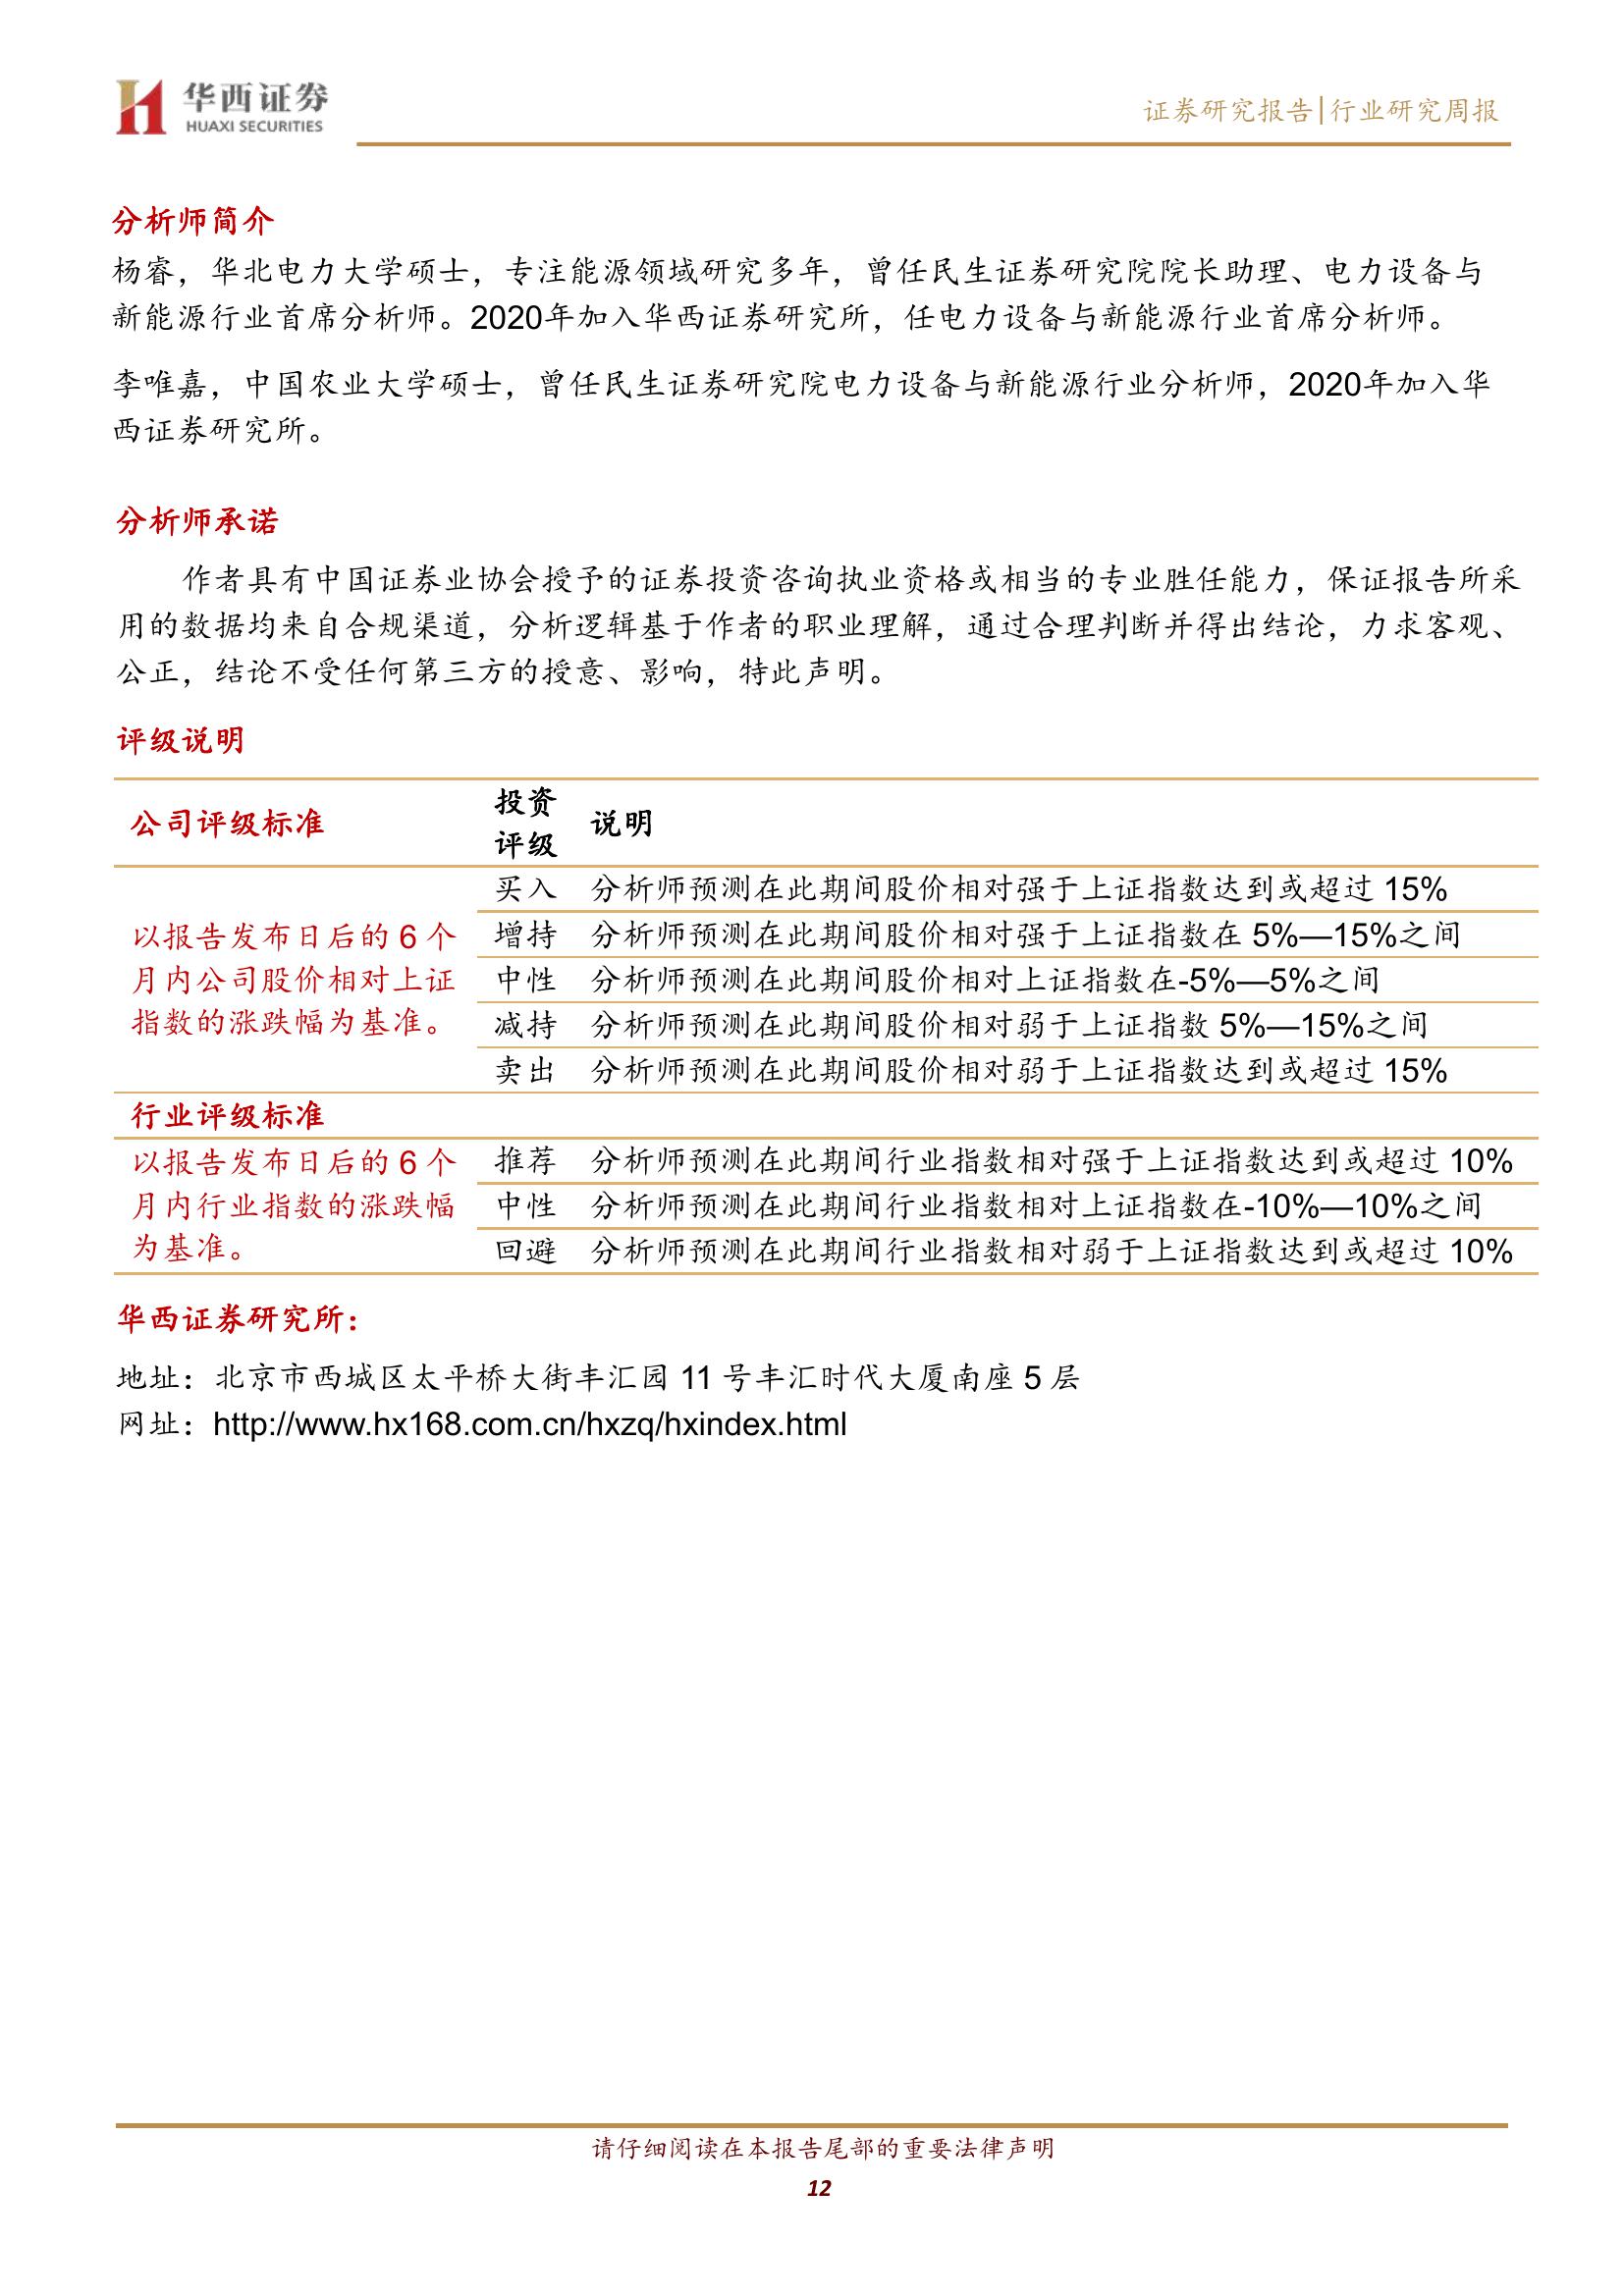 华西证券
HUAXI SECURITIES
证券研究报告|行业研究周报
分析师简介
杨睿，华北电力大学硕士，专注能源领域研究多年，曾任民生证券研究院院长助理、电力设备与
新能源行业首席分析师。2020年加入华西证券研究所，任电力设备与新能源行业首席分析师。
李唯嘉，中国农业大学硕士，曾任民生证券研究院电力设备与新能源行业分析师，2020年加入华
西证券研究所。
分析师承诺
作者具有中国证券业协会授予的证券投资咨询执业资格或相当的专业胜任能力，保证报告所采
用的数据均来自合规渠道，分析逻辑基于作者的职业理解，通过合理判断并得出结论，力求客观、
公正，结论不受任何第三方的授意、影响，特此声明。
评级说明
公司评级标准
投资
评级
说明
以报告发布日后的 6 个
月内公司股价相对上证
指数的涨跌幅为基准。
买入 分析师预测在此期间股价相对强于上证指数达到或超过 15%
增持 分析师预测在此期间股价相对强于上证指数在 5%—15%之间
中性 分析师预测在此期间股价相对上证指数在-5%—5%之间
减持 分析师预测在此期间股价相对弱于上证指数 5%—15%之间
卖出 分析师预测在此期间股价相对弱于上证指数达到或超过 15%
行业评级标准
以报告发布日后的 6 个
月内行业指数的涨跌幅
为基准。
推荐 分析师预测在此期间行业指数相对强于上证指数达到或超过 10%
中性 分析师预测在此期间行业指数相对上证指数在-10%—10%之间
回避 分析师预测在此期间行业指数相对弱于上证指数达到或超过 10%
华西证券研究所：
地址：北京市西城区太平桥大街丰汇园 11 号丰汇时代大厦南座 5 层
网址：http://www.hx168.com.cn/hxzq/hxindex.html
请仔细阅读在本报告尾部的重要法律声明
12